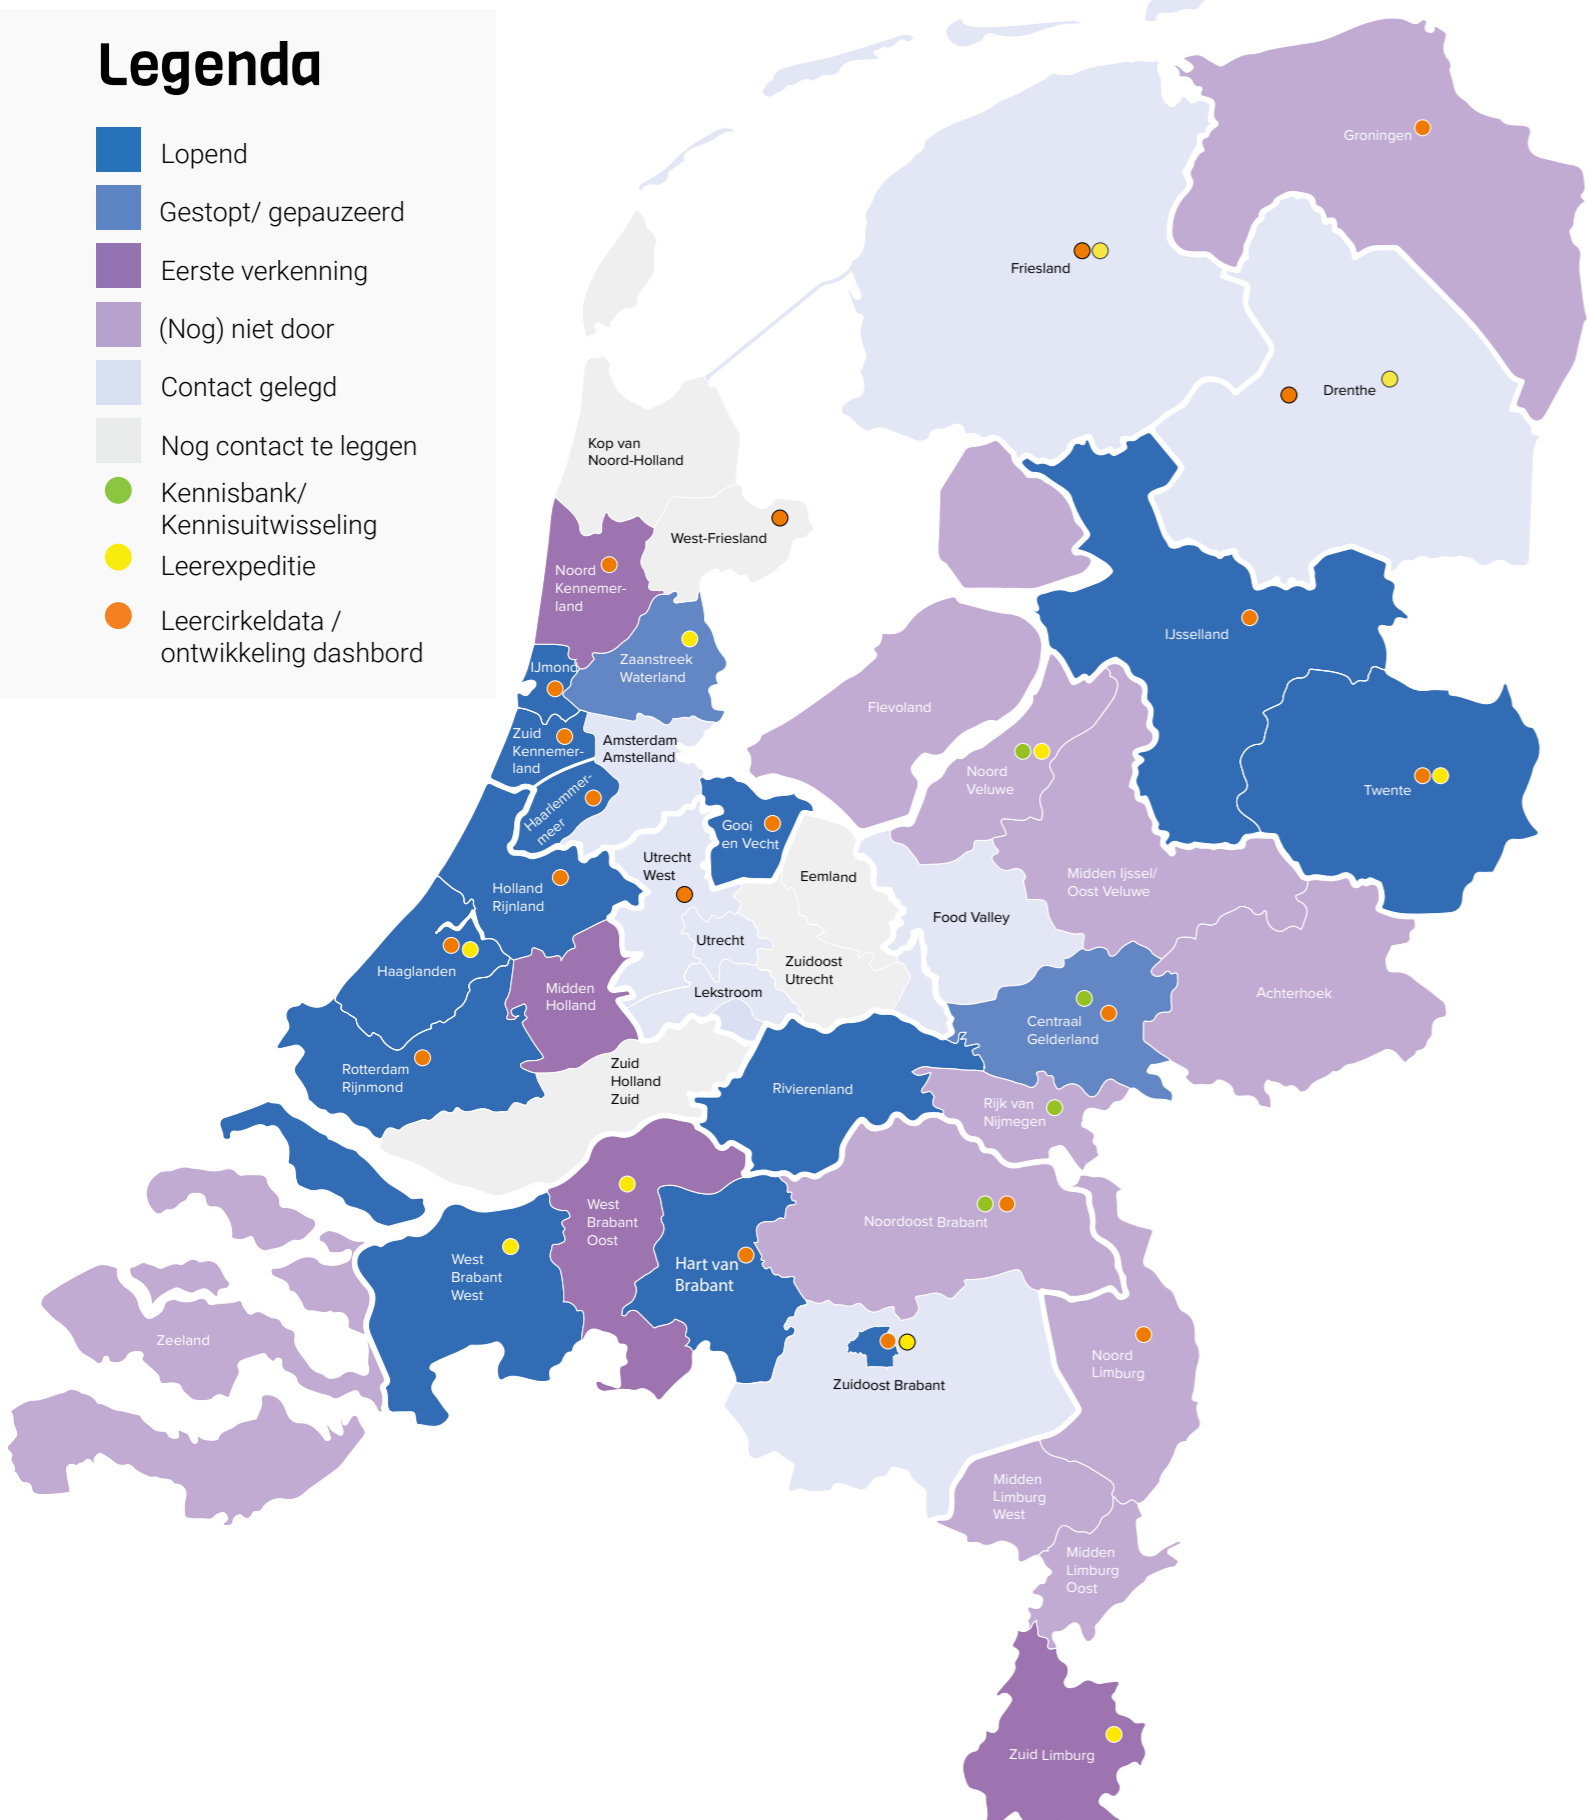 Legenda
Lopend
Gestopt/ gepauzeerd
Eerste verkenning
(Nog) niet door
Contact gelegd
Nog contact te leggen
Kennisbank/
Kennisuitwisseling
Leerexpeditie
Leercirkeldata /
ontwikkeling dashbord
Groningen
Friesland
Drenthe
Kop van
Noord-Holland
West-Friesland
Noord
Kennemer-
land
IJsselland
IJmond
Zaanstreek
Waterland
Flevoland
Zuid
Kennemer-
land
Amsterdam
Amstelland
Noord
Veluwe
Twente
Haarlemmer-
meer
Gooi
en Vecht
Utrecht
West
Eemland
Midden Ijssel/
Oost Veluwe
Holland
Rijnland
Food Valley
Utrecht
Haaglanden
Zuidoost
Utrecht
Midden
Holland
Lekstroom
Achterhoek
Centraal
Gelderland
Rotterdam
Rijnmond
Zuid
Holland
Zuid
Rivierenland
Rijk van
Nijmegen
West
Brabant
Oost
Noordoost Brabant
West
Brabant
West
Hart van
Brabant
Zeeland
Noord
Limburg
Zuidoost Brabant
Midden
Limburg
West
Midden
Limburg
Oost
Zuid Limburg